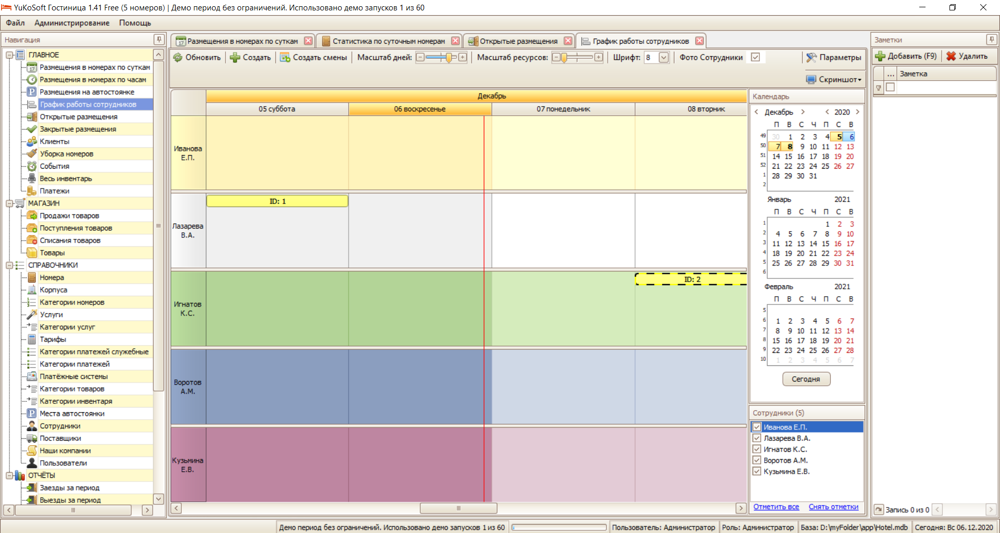 YuKoSoft Гостиница 1.41 Free (5 номеров) | Демо период без ограничений. Использовано демо запусков 1 из 60
Файл Администрирование Помощь
Навигация
ГЛАВНОЕ
Размещения в номерах по суткам
Размещения в номерах по часам
Размещения на автостоянке
График работы сотрудников
Открытые размещения
Закрытые размещения
Клиенты
Уборка номеров
События
Весь инвентарь
Платежи
МАГАЗИН
Продажи товаров
Поступления товаров
Списания товаров
Товары
СПРАВОЧНИКИ
Номера
Корпуса
Категории номеров
Услуги
Категории услуг
Тарифы
Категории платежей служебные
Категории платежей
Платёжные системы
Категории товаров
Категории инвентаря
Места автостоянки
Сотрудники
Поставщики
Наши компании
Пользователи
ОТЧЁТЫ
Заезды за период
Выезды за период
Размещения в номерах по суткам Статистика по суточным номерам Открытые размещения График работы сотрудников
Обновить Создать Создать смены Масштаб дней: Масштаб ресурсов: Шрифт: 8 Фото Сотрудники Параметры
Скриншот
Декабрь
05 суббота 06 воскресенье 07 понедельник 08 вторник
Иванова
Е.П.
ID: 1
Лазарева
В.А.
ID: 2
Игнатов
К.С.
Воротов
А.М.
Кузьмина
Е.В.
Календарь
< Декабрь > < 2020 >
П В С Ч П С В
49 30 1 2 3 4 5 6
50 7 8 9 10 11 12 13
51 14 15 16 17 18 19 20
52 21 22 23 24 25 26 27
1 28 29 30 31
2
Январь 2021
П В С Ч П С В
1 1 2 3
2 4 5 6 7 8 9 10
3 11 12 13 14 15 16 17
4 18 19 20 21 22 23 24
5 25 26 27 28 29 30 31
6
Февраль 2021
П В С Ч П С В
5
6 1 2 3 4 5 6 7
7 8 9 10 11 12 13 14
8 15 16 17 18 19 20 21
9 22 23 24 25 26 27 28
10 1 2 3 4 5 6 7
Сегодня
Сотрудники (5)
Иванова Е.П.
Лазарева В.А.
Игнатов К.С.
Воротов А.М.
Кузьмина Е.В.
Отметить все Снять отметки
Заметки
Добавить (F9) Удалить
... Заметка
Запись 0 из 0
Демо период без ограничений. Использовано демо запусков 1 из 60 Пользователь: Администратор Роль: Администратор База: D:\myFolder\app\Hotel.mdb Сегодня: Вс 06.12.2020